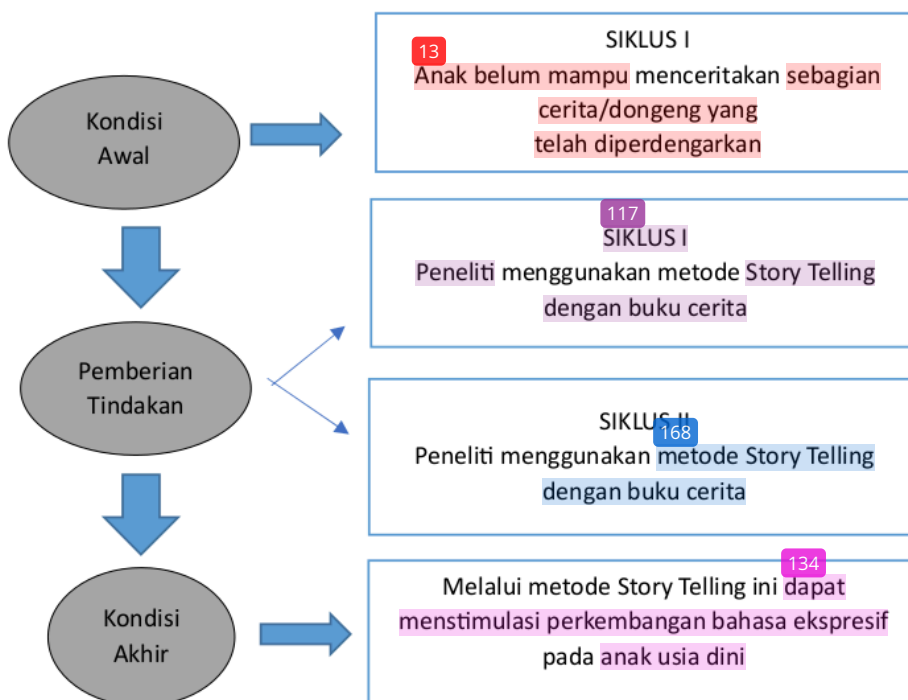 Kondisi
Awal
SIKLUS I
13
Anak belum mampu menceritakan sebagian
cerita/dongeng yang
telah diperdengarkan
117
SIKLUS I
Peneliti menggunakan metode Story Telling
dengan buku cerita
Pemberian
Tindakan
SIKLUS II
168
Peneliti menggunakan metode Story Telling
dengan buku cerita
Kondisi
Akhir
134
Melalui metode Story Telling ini dapat
menstimulasi perkembangan bahasa ekspresif
pada anak usia dini